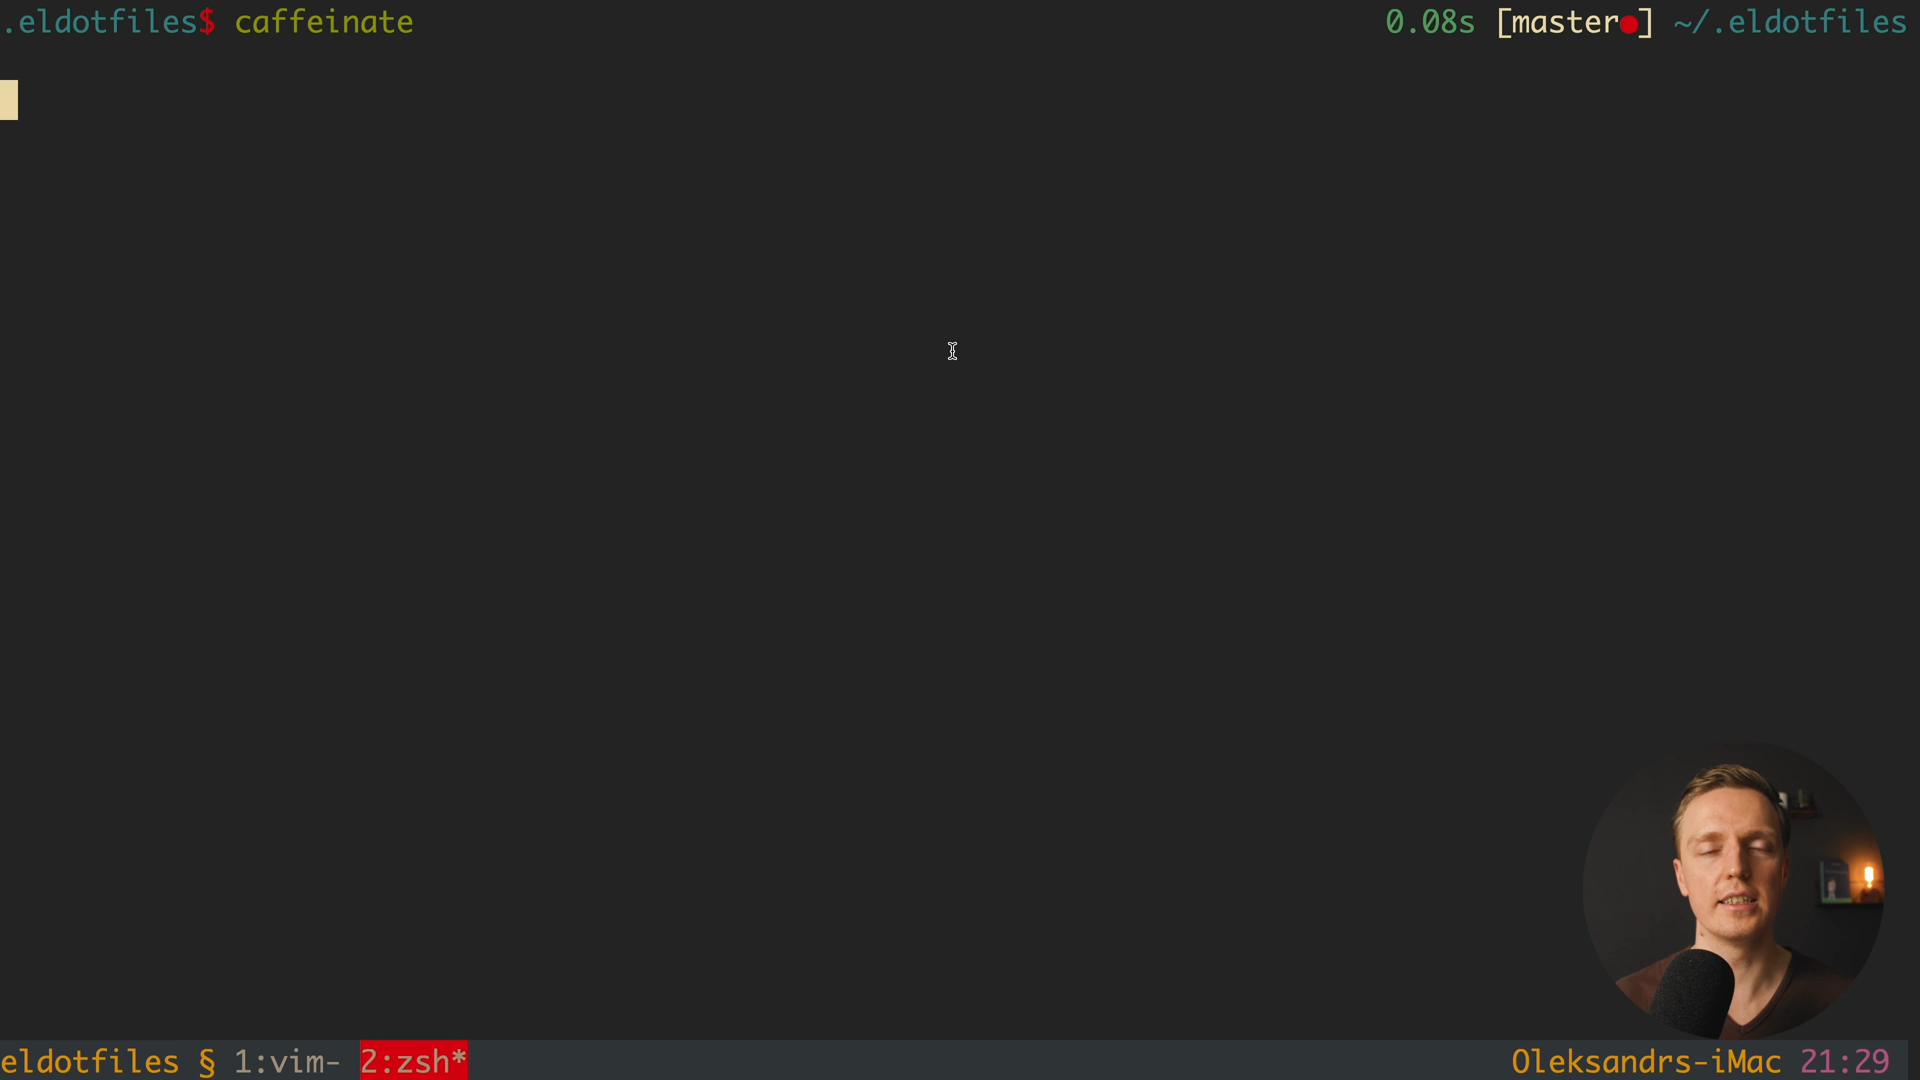 .eldotfiles$ caffeinate 0.08s [master●] ~/.eldotfiles
eldotfiles § 1:vim- 2:zsh* Oleksandrs-iMac 21:29